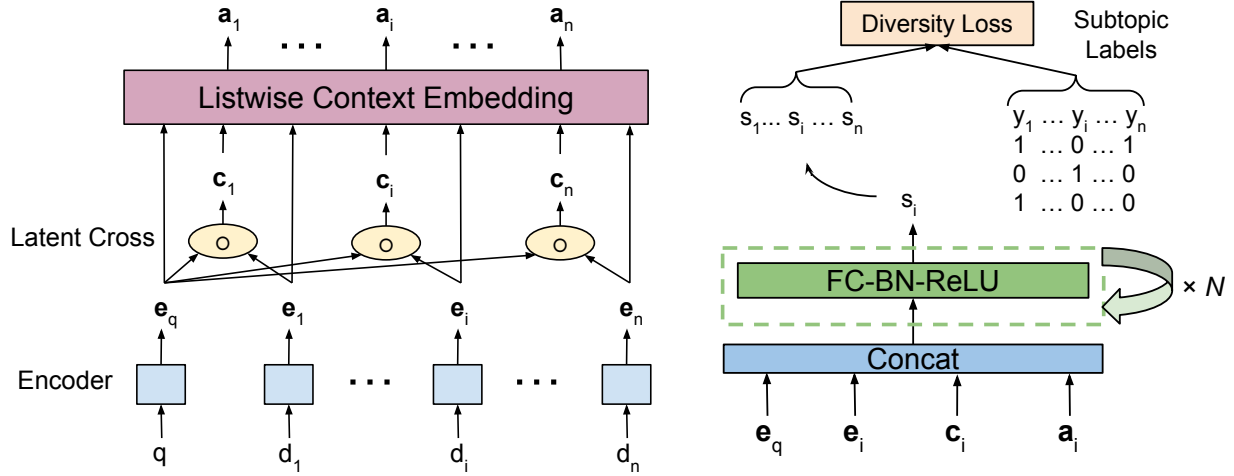 a₁ ... aᵢ ... aₙ
Listwise Context Embedding
c₁ cᵢ cₙ
Latent Cross
e_q e₁ eᵢ eₙ
Encoder
q d₁ dᵢ dₙ
Diversity Loss
Subtopic
Labels
s₁... sᵢ ... sₙ
y₁ ... yᵢ ... yₙ
1 ... 0 ... 1
0 ... 1 ... 0
1 ... 0 ... 0
sᵢ
FC-BN-ReLU
× N
Concat
e_q eᵢ cᵢ aᵢ